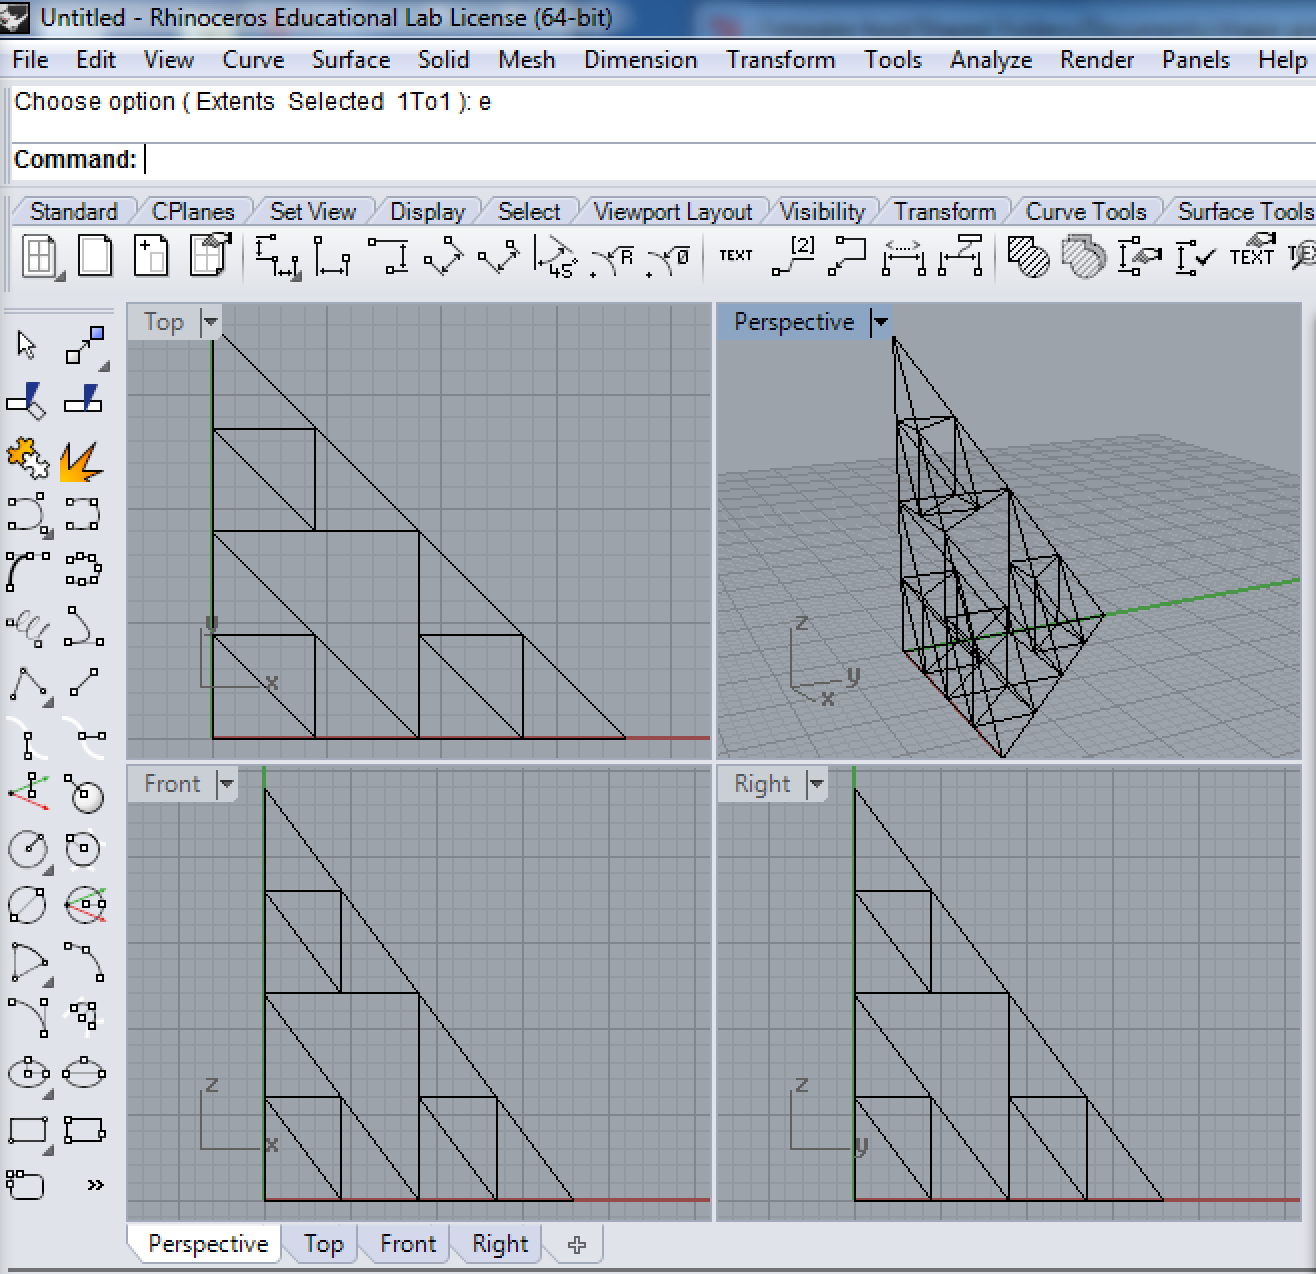 Untitled - Rhinoceros Educational Lab License (64-bit)
File Edit View Curve Surface Solid Mesh Dimension Transform Tools Analyze Render Panels Help
Choose option ( Extents Selected 1To1 ): e
Command:
Standard CPlanes Set View Display Select Viewport Layout Visibility Transform Curve Tools Surface Tools
45° R Ø TEXT [2] TEXT
Top Perspective
z
y x y x
Front Right
z z
x y
Perspective Top Front Right